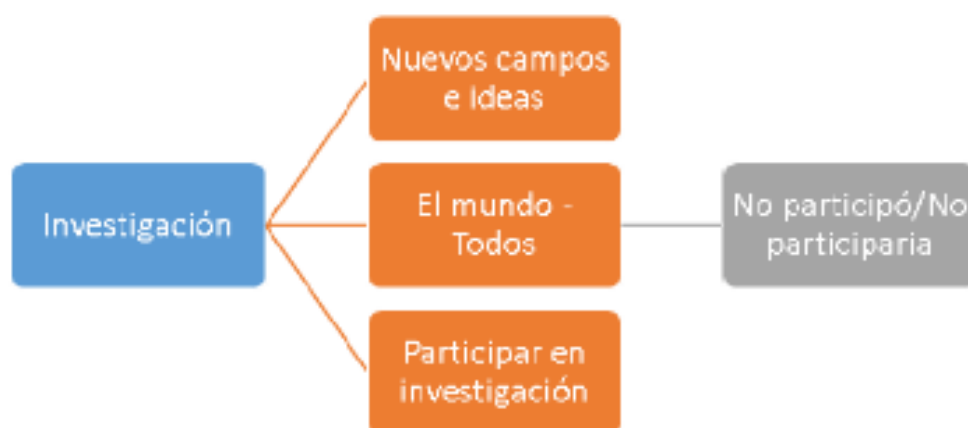 Nuevos campos
e ideas
Investigación
El mundo -
Todos
No participó/No
participaria
Participar en
investigación